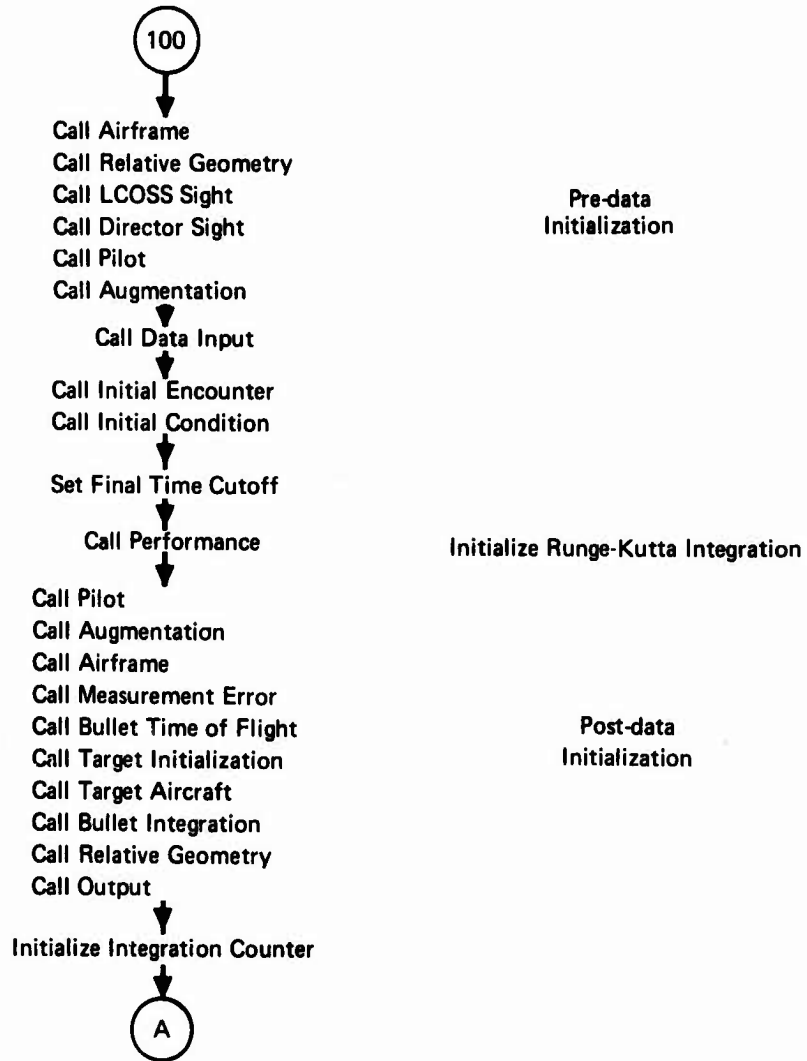 100
Call Airframe
Call Relative Geometry
Call LCOSS Sight
Call Director Sight
Call Pilot
Call Augmentation
Pre-data
Initialization
Call Data Input
Call Initial Encounter
Call Initial Condition
Set Final Time Cutoff
Call Performance
Initialize Runge-Kutta Integration
Call Pilot
Call Augmentation
Call Airframe
Call Measurement Error
Call Bullet Time of Flight
Call Target Initialization
Call Target Aircraft
Call Bullet Integration
Call Relative Geometry
Call Output
Post-data
Initialization
Initialize Integration Counter
A